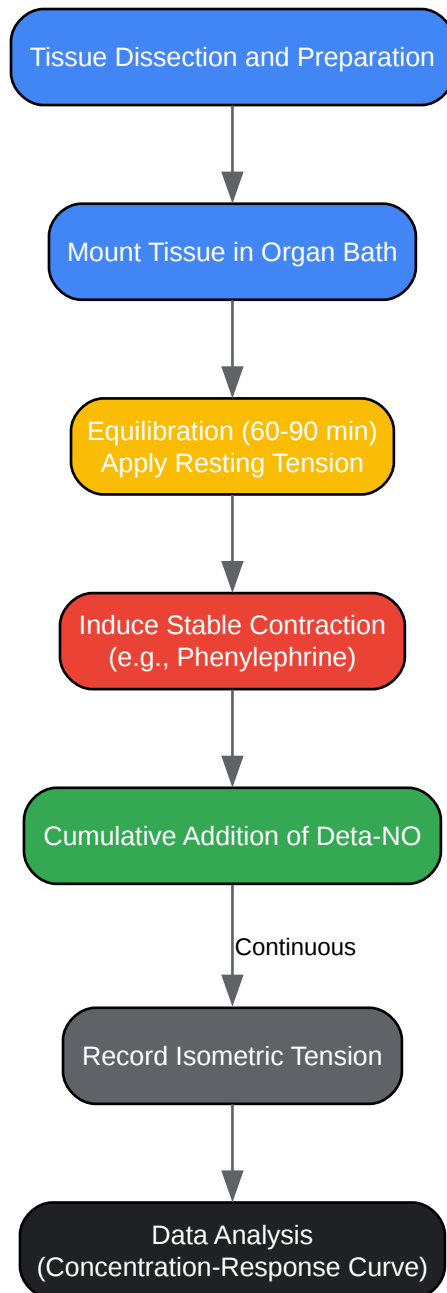 Tissue Dissection and Preparation
Mount Tissue in Organ Bath
Equilibration (60-90 min)
Apply Resting Tension
Induce Stable Contraction
(e.g., Phenylephrine)
Cumulative Addition of Deta-NO
Continuous
Record Isometric Tension
Data Analysis
(Concentration-Response Curve)